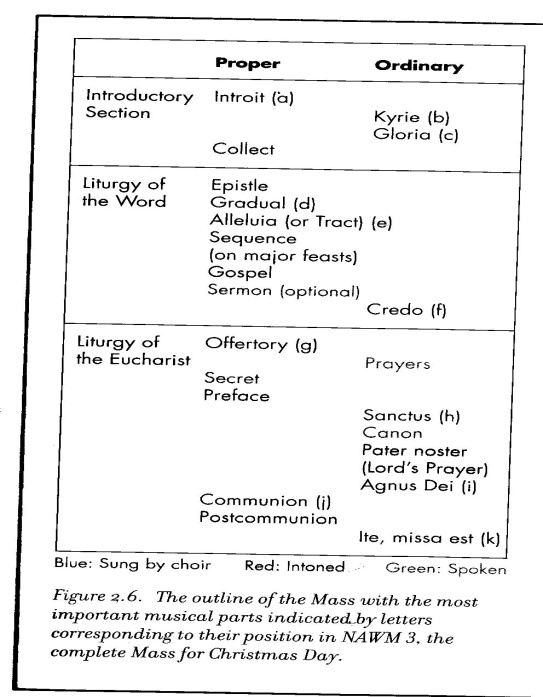 Proper Ordinary
Introductory Introit (a)
Section
Kyrie (b)
Gloria (c)
Collect
Liturgy of Epistle
the Word Gradual (d)
Alleluia (or Tract) (e)
Sequence
(on major feasts)
Gospel
Sermon (optional)
Credo (f)
Liturgy of Offertory (g)
the Eucharist Prayers
Secret
Preface
Sanctus (h)
Canon
Pater noster
(Lord's Prayer)
Agnus Dei (i)
Communion (j)
Postcommunion
Ite, missa est (k)
Blue: Sung by choir Red: Intoned Green: Spoken
Figure 2.6. The outline of the Mass with the most
important musical parts indicated by letters
corresponding to their position in NAWM 3, the
complete Mass for Christmas Day.